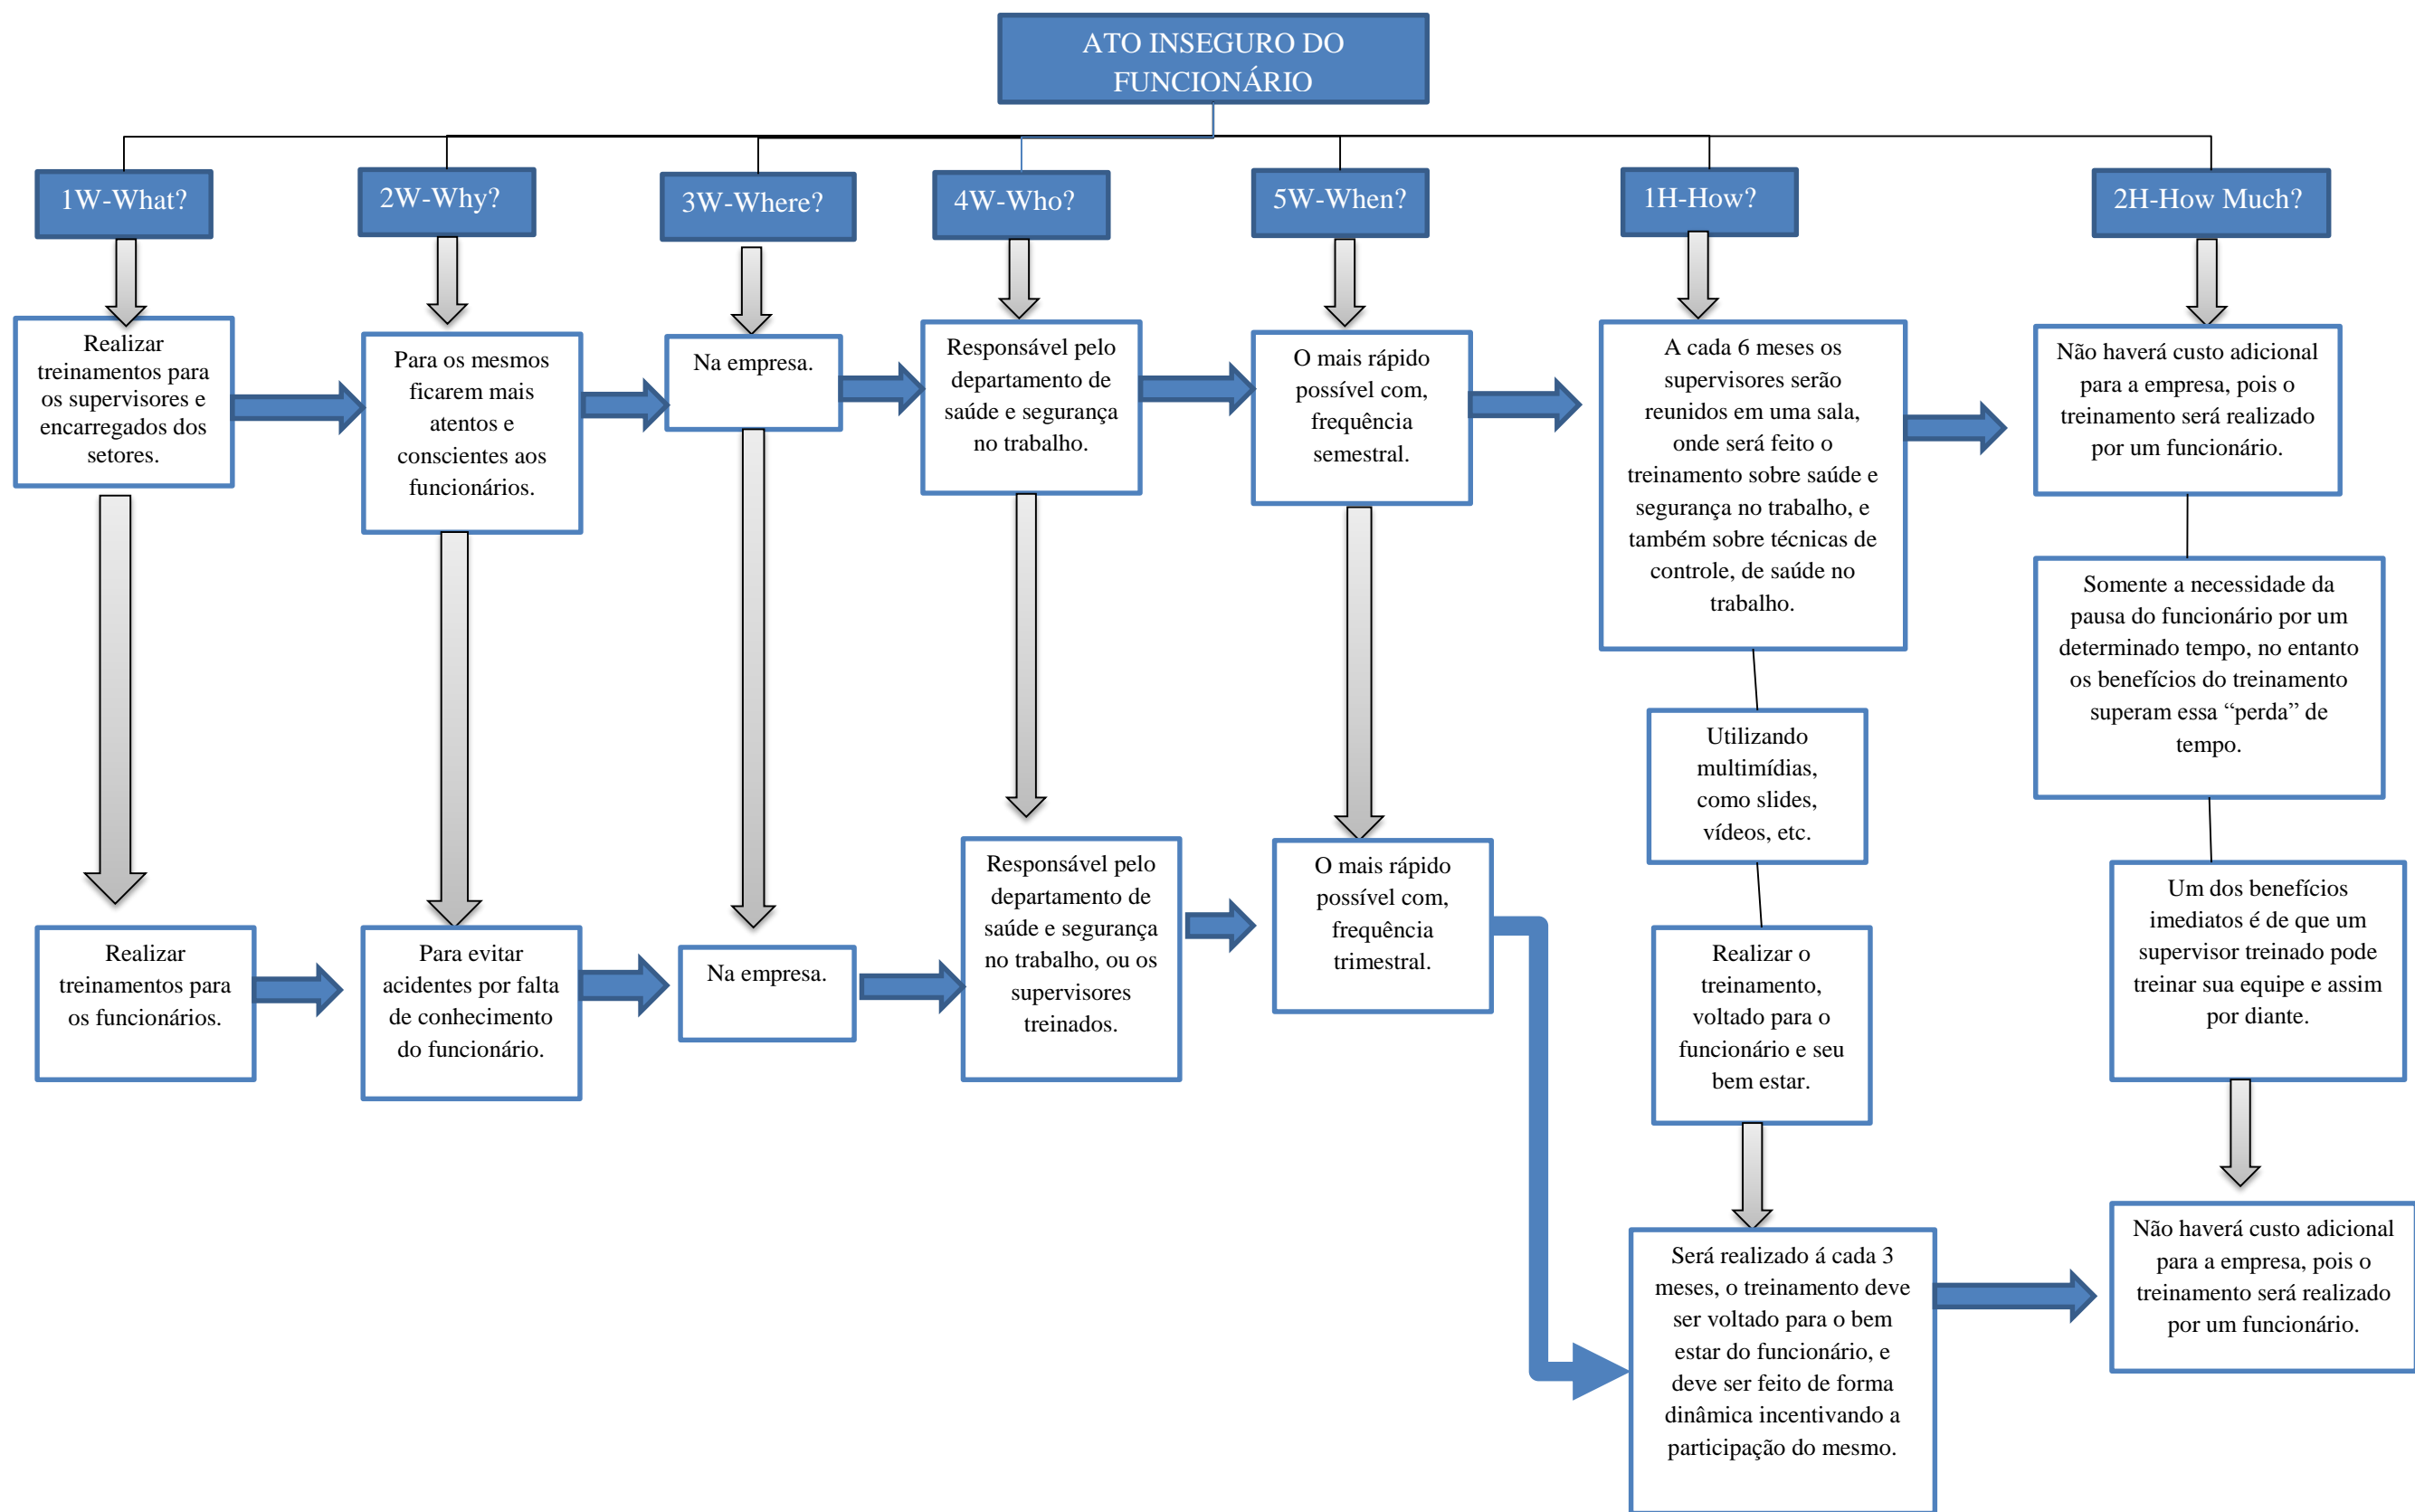 ATO INSEGURO DO
FUNCIONÁRIO
1W-What?
2W-Why?
3W-Where?
4W-Who?
5W-When?
1H-How?
2H-How Much?
Realizar
treinamentos para
os supervisores e
encarregados dos
setores.
Para os mesmos
ficarem mais
atentos e
conscientes aos
funcionários.
Na empresa.
Responsável pelo
departamento de
saúde e segurança
no trabalho.
O mais rápido
possível com,
frequência
semestral.
A cada 6 meses os
supervisores serão
reunidos em uma sala,
onde será feito o
treinamento sobre saúde e
segurança no trabalho, e
também sobre técnicas de
controle, de saúde no
trabalho.
Não haverá custo adicional
para a empresa, pois o
treinamento será realizado
por um funcionário.
Somente a necessidade da
pausa do funcionário por um
determinado tempo, no entanto
os benefícios do treinamento
superam essa “perda” de
tempo.
Utilizando
multimídias,
como slides,
vídeos, etc.
Um dos benefícios
imediatos é de que um
supervisor treinado pode
treinar sua equipe e assim
por diante.
Realizar o
treinamento,
voltado para o
funcionário e seu
bem estar.
Realizar
treinamentos para
os funcionários.
Para evitar
acidentes por falta
de conhecimento
do funcionário.
Na empresa.
Responsável pelo
departamento de
saúde e segurança
no trabalho, ou os
supervisores
treinados.
O mais rápido
possível com,
frequência
trimestral.
Será realizado á cada 3
meses, o treinamento deve
ser voltado para o bem
estar do funcionário, e
deve ser feito de forma
dinâmica incentivando a
participação do mesmo.
Não haverá custo adicional
para a empresa, pois o
treinamento será realizado
por um funcionário.